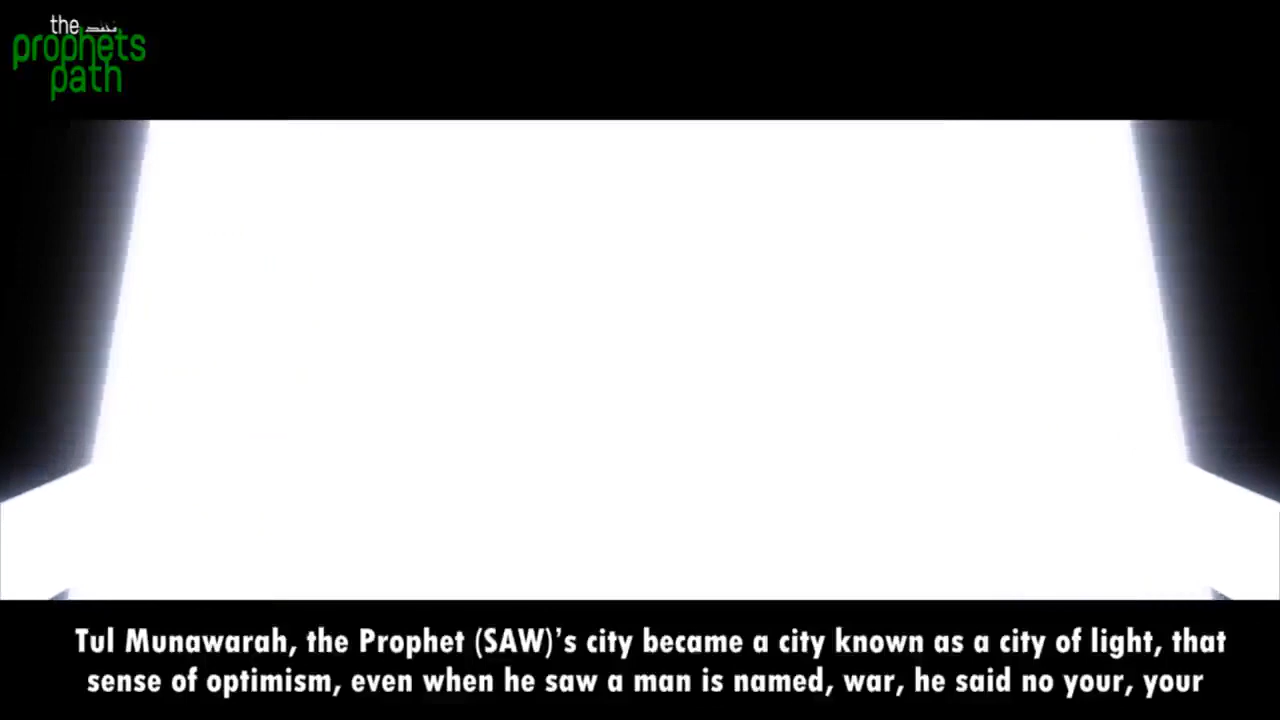 the محمد
prophets
path
Tul Munawarah, the Prophet (SAW)'s city became a city known as a city of light, that
sense of optimism, even when he saw a man is named, war, he said no your, your